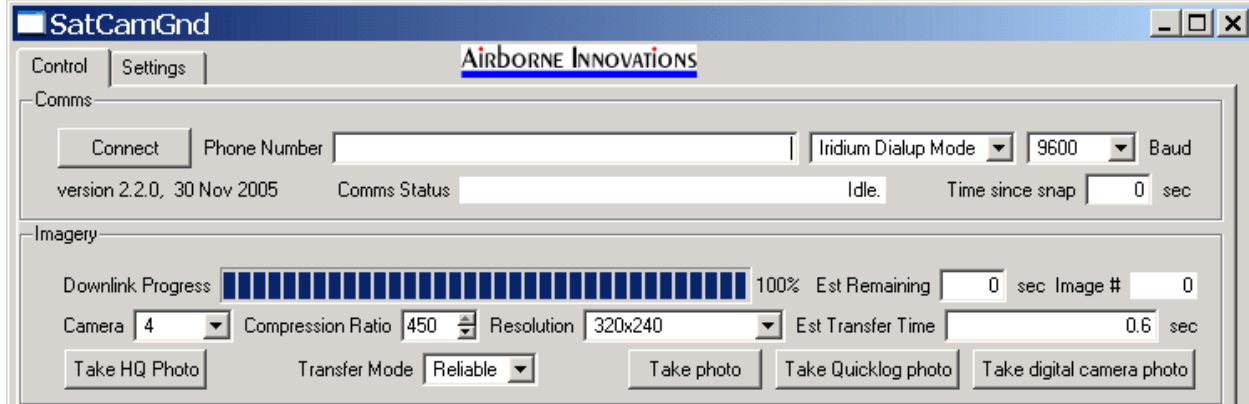 SatCamGnd
Control Settings AIRBORNE INNOVATIONS
Comms
Connect Phone Number Iridium Dialup Mode 9600 Baud
version 2.2.0, 30 Nov 2005 Comms Status Idle. Time since snap 0 sec
Imagery
Downlink Progress 100% Est Remaining 0 sec Image # 0
Camera 4 Compression Ratio 450 Resolution 320x240 Est Transfer Time 0.6 sec
Take HQ Photo Transfer Mode Reliable Take photo Take Quicklog photo Take digital camera photo